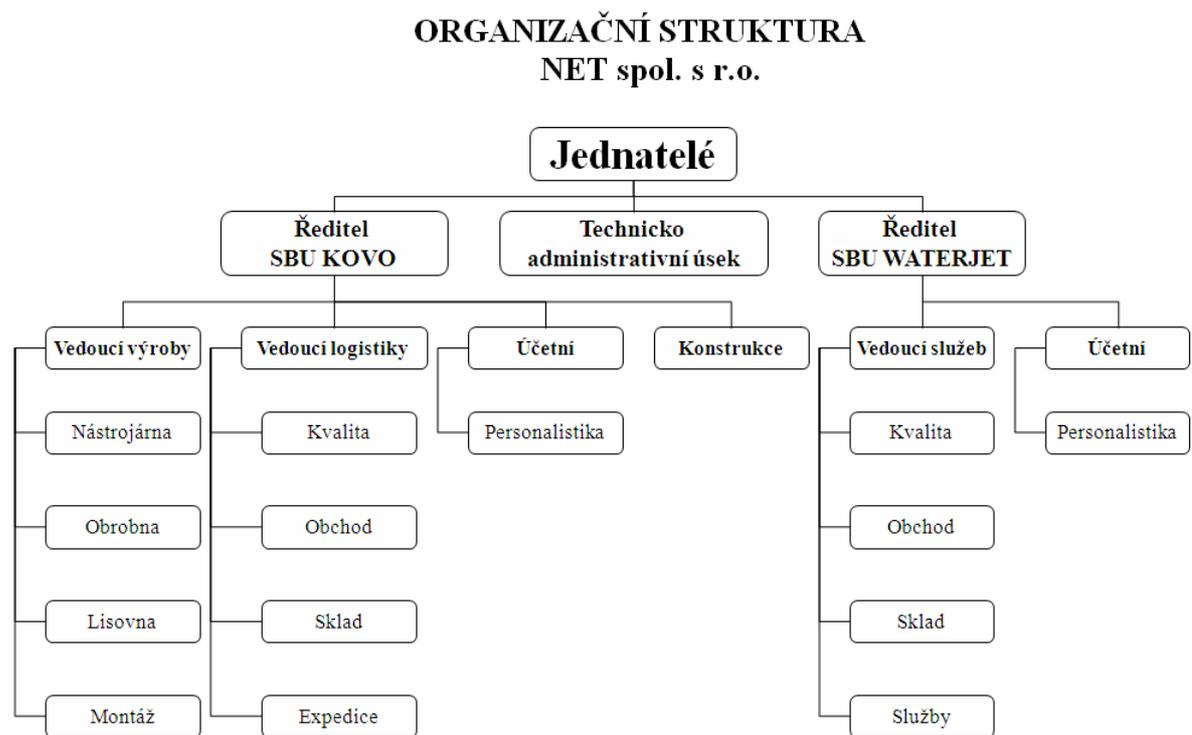 ORGANIZAČNÍ STRUKTURA
NET spol. s r.o.
Jednatelé
Ředitel
SBU KOVO
Technicko
administrativní úsek
Ředitel
SBU WATERJET
Vedoucí výroby
Vedoucí logistiky
Účetní
Konstrukce
Vedoucí služeb
Účetní
Nástrojárna
Kvalita
Personalistika
Kvalita
Personalistika
Obrobna
Obchod
Obchod
Lisovna
Sklad
Sklad
Montáž
Expedice
Služby